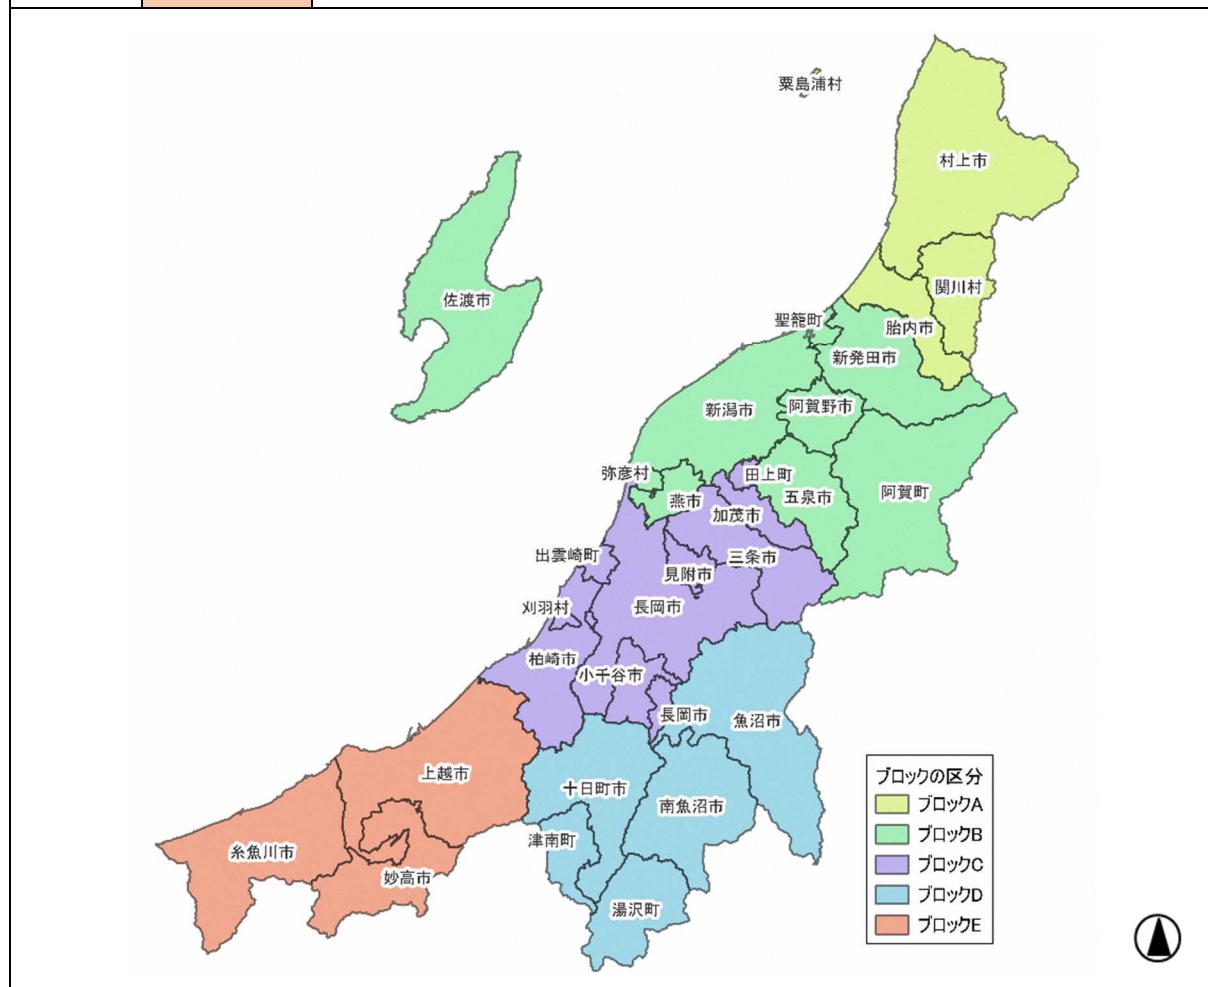 粟島浦村
村上市
関川村
佐渡市
聖籠町
胎内市
新発田市
新潟市
阿賀野市
弥彦村
田上町
燕市
五泉市
阿賀町
加茂市
出雲崎町
三条市
見附市
刈羽村
長岡市
柏崎市
小千谷市
長岡市
魚沼市
上越市
十日町市
南魚沼市
津南町
糸魚川市
妙高市
湯沢町
ブロックの区分
ブロックA
ブロックB
ブロックC
ブロックD
ブロックE